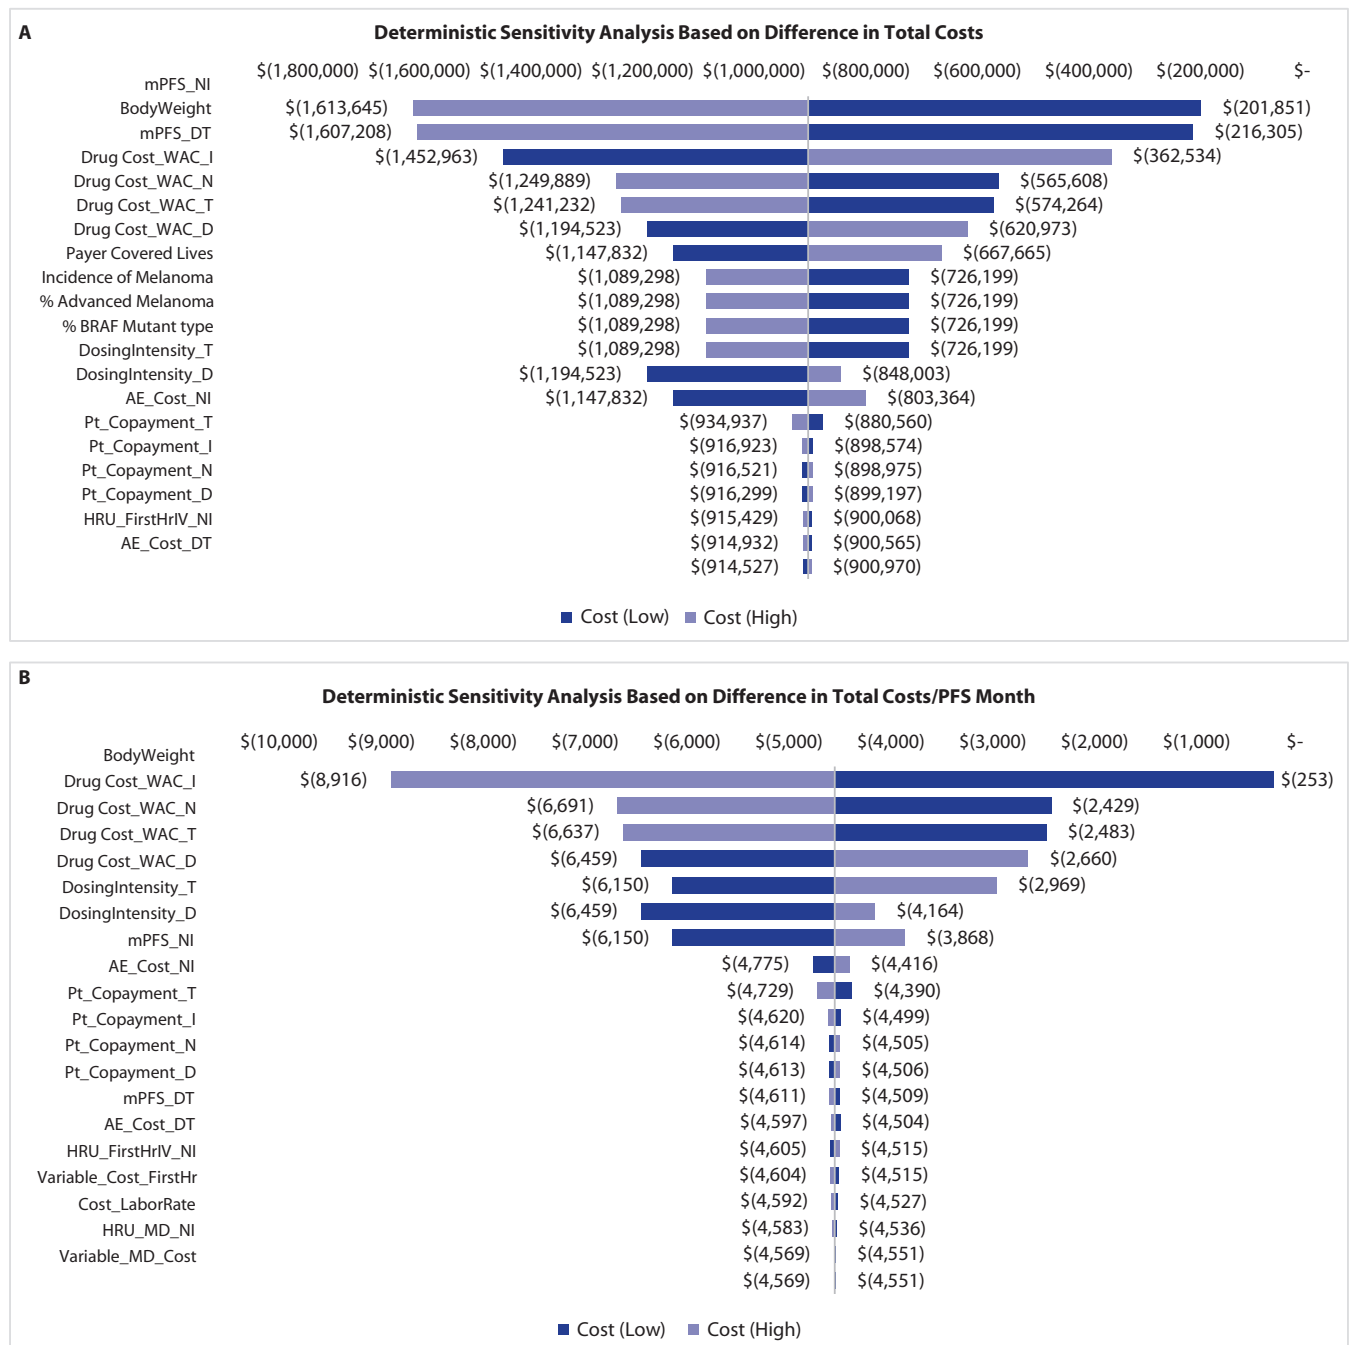 A
Deterministic Sensitivity Analysis Based on Difference in Total Costs
$(1,800,000) $(1,600,000) $(1,400,000) $(1,200,000) $(1,000,000) $(800,000) $(600,000) $(400,000) $(200,000) $-
mPFS_NI
BodyWeight $(1,613,645) $(201,851)
mPFS_DT $(1,607,208) $(216,305)
Drug Cost_WAC_I $(1,452,963) $(362,534)
Drug Cost_WAC_N $(1,249,889) $(565,608)
Drug Cost_WAC_T $(1,241,232) $(574,264)
Drug Cost_WAC_D $(1,194,523) $(620,973)
Payer Covered Lives $(1,147,832) $(667,665)
Incidence of Melanoma $(1,089,298) $(726,199)
% Advanced Melanoma $(1,089,298) $(726,199)
% BRAF Mutant type $(1,089,298) $(726,199)
DosingIntensity_T $(1,089,298) $(726,199)
DosingIntensity_D $(1,194,523) $(848,003)
AE_Cost_NI $(1,147,832) $(803,364)
Pt_Copayment_T $(934,937) $(880,560)
Pt_Copayment_I $(916,923) $(898,574)
Pt_Copayment_N $(916,521) $(898,975)
Pt_Copayment_D $(916,299) $(899,197)
HRU_FirstHrIV_NI $(915,429) $(900,068)
AE_Cost_DT $(914,932) $(900,565)
$(914,527) $(900,970)
Cost (Low) Cost (High)
B
Deterministic Sensitivity Analysis Based on Difference in Total Costs/PFS Month
$(10,000) $(9,000) $(8,000) $(7,000) $(6,000) $(5,000) $(4,000) $(3,000) $(2,000) $(1,000) $-
BodyWeight
Drug Cost_WAC_I $(8,916) $(253)
Drug Cost_WAC_N $(6,691) $(2,429)
Drug Cost_WAC_T $(6,637) $(2,483)
Drug Cost_WAC_D $(6,459) $(2,660)
DosingIntensity_T $(6,150) $(2,969)
DosingIntensity_D $(6,459) $(4,164)
mPFS_NI $(6,150) $(3,868)
AE_Cost_NI $(4,775) $(4,416)
Pt_Copayment_T $(4,729) $(4,390)
Pt_Copayment_I $(4,620) $(4,499)
Pt_Copayment_N $(4,614) $(4,505)
Pt_Copayment_D $(4,613) $(4,506)
mPFS_DT $(4,611) $(4,509)
AE_Cost_DT $(4,597) $(4,504)
HRU_FirstHrIV_NI $(4,605) $(4,515)
Variable_Cost_FirstHr $(4,604) $(4,515)
Cost_LaborRate $(4,592) $(4,527)
HRU_MD_NI $(4,583) $(4,536)
Variable_MD_Cost $(4,569) $(4,551)
$(4,569) $(4,551)
Cost (Low) Cost (High)